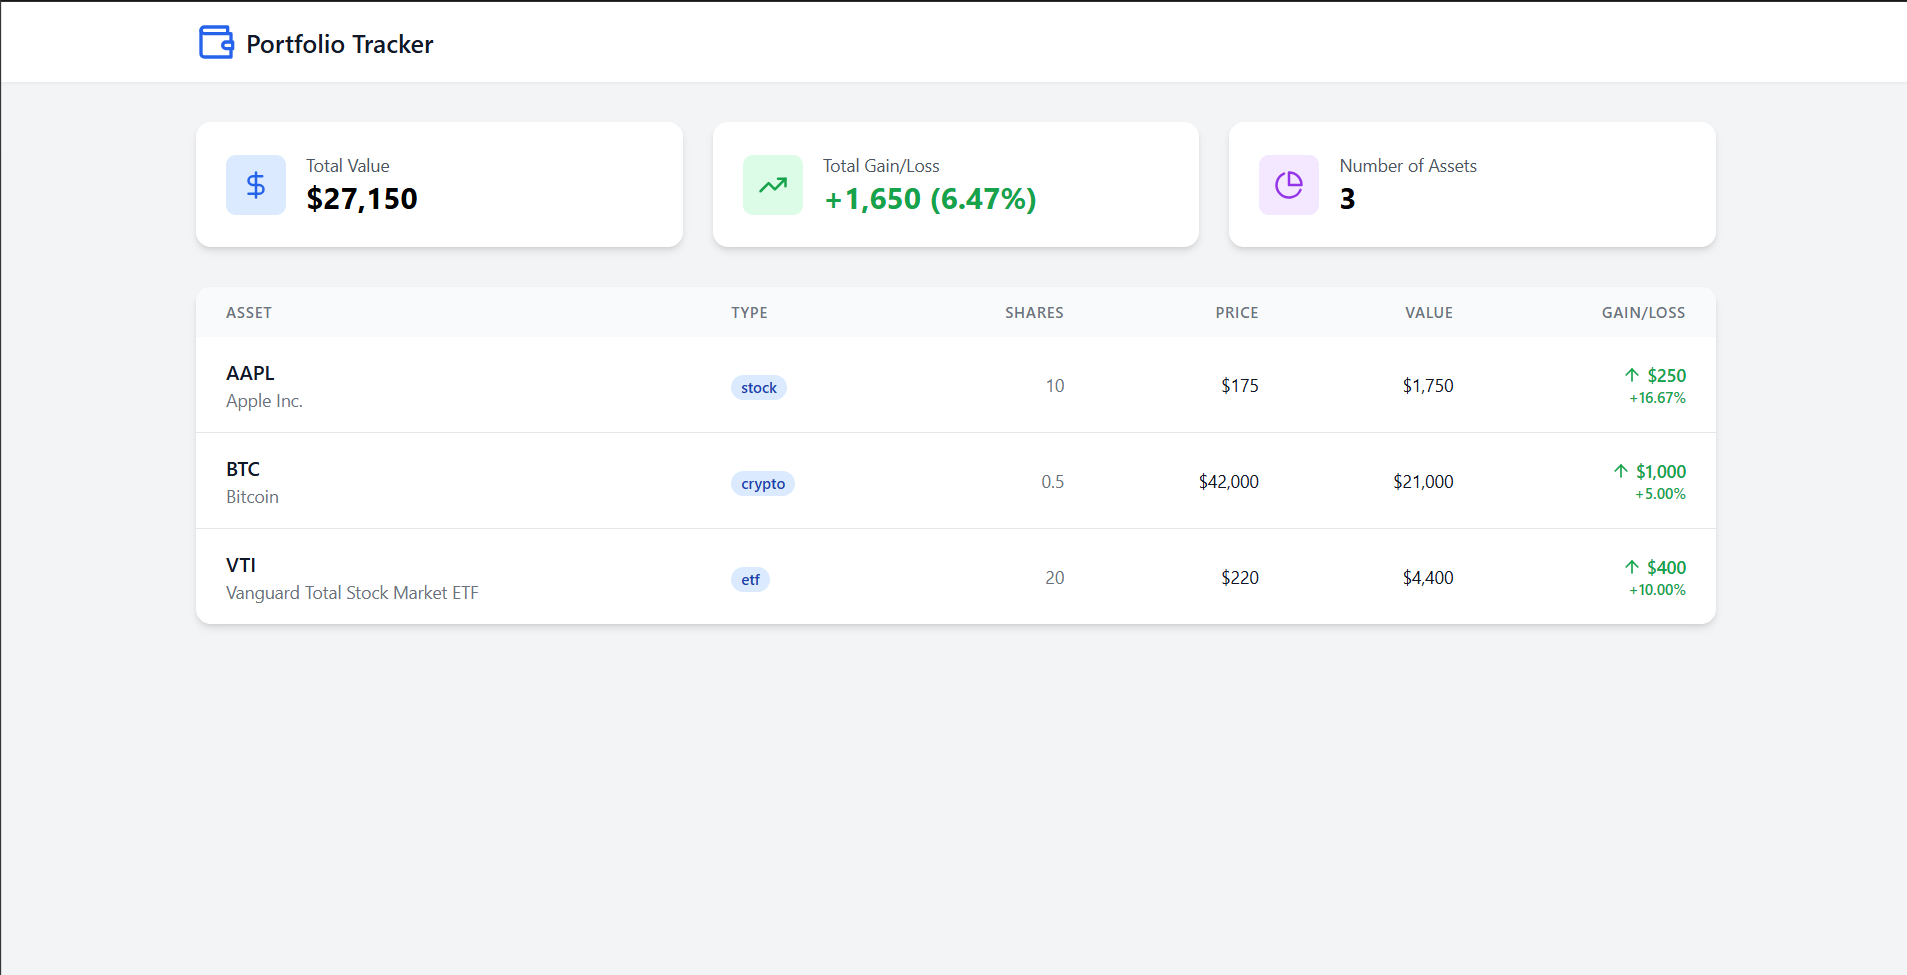 Portfolio Tracker
Total Value
$27,150
Total Gain/Loss
+1,650 (6.47%)
Number of Assets
3
ASSET TYPE SHARES PRICE VALUE GAIN/LOSS
AAPL
Apple Inc.
stock 10 $175 $1,750
$250
+16.67%
BTC
Bitcoin
crypto 0.5 $42,000 $21,000
$1,000
+5.00%
VTI
Vanguard Total Stock Market ETF
etf 20 $220 $4,400
$400
+10.00%